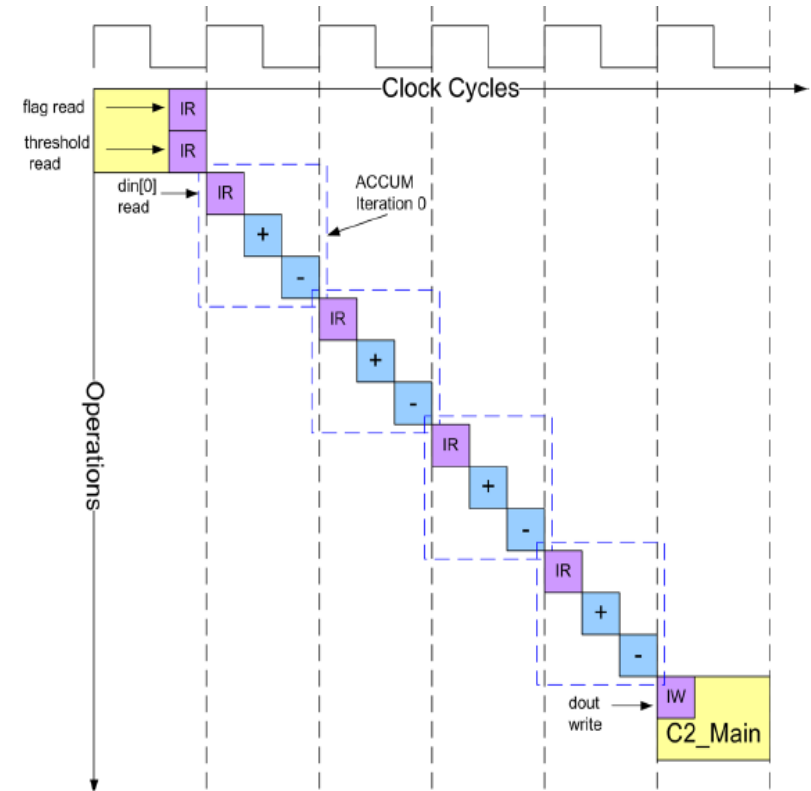 Clock Cycles
flag read
IR
threshold
read
IR
din[0]
read
IR
ACCUM
Iteration 0
+
-
IR
+
-
Operations
IR
+
-
IR
+
-
dout
write
IW
C2_Main